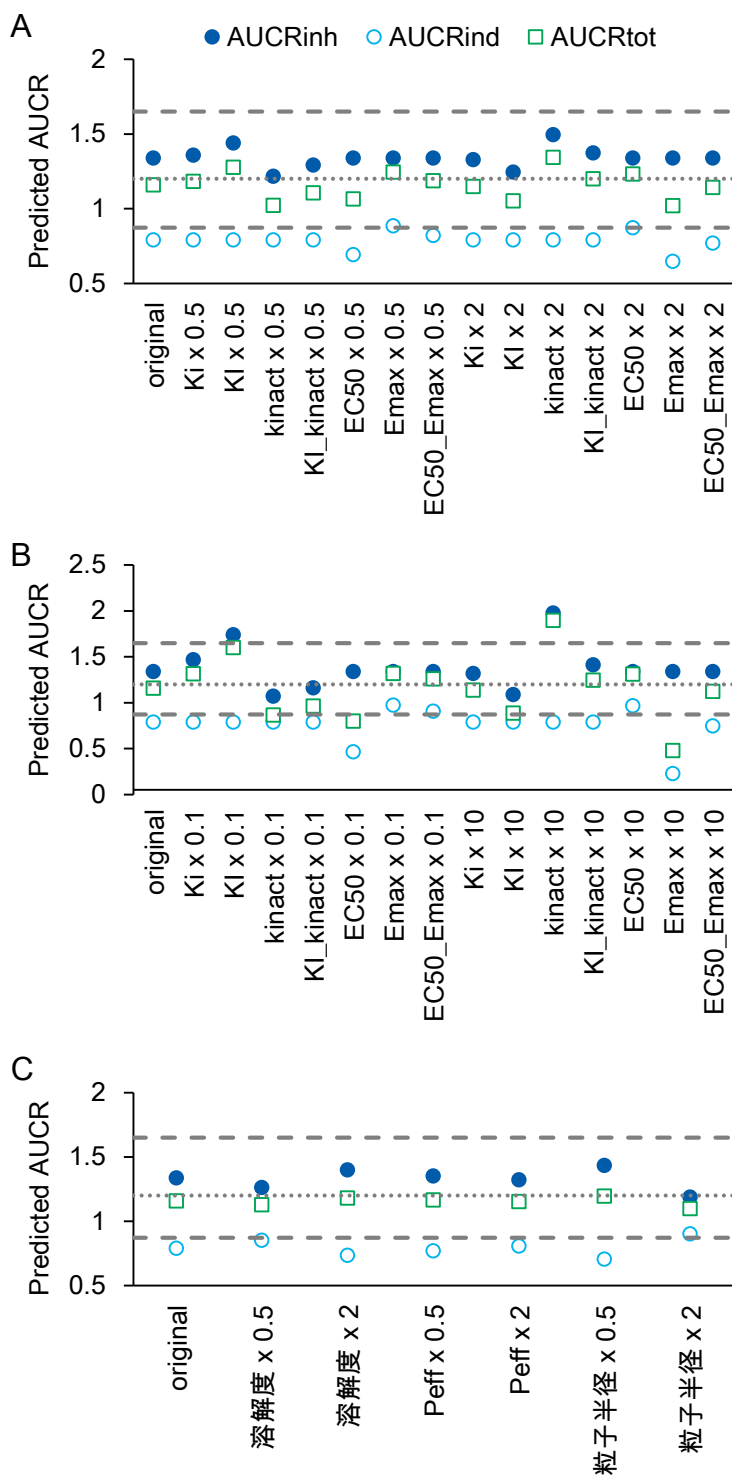 A
AUCRinh AUCRind AUCRtot
Predicted AUCR
2
1.5
1
0.5
original
Ki x 0.5
KI x 0.5
kinact x 0.5
KI_kinact x 0.5
EC50 x 0.5
Emax x 0.5
EC50_Emax x 0.5
Ki x 2
KI x 2
kinact x 2
KI_kinact x 2
EC50 x 2
Emax x 2
EC50_Emax x 2
B
Predicted AUCR
2.5
2
1.5
1
0.5
0
original
Ki x 0.1
KI x 0.1
kinact x 0.1
KI_kinact x 0.1
EC50 x 0.1
Emax x 0.1
EC50_Emax x 0.1
Ki x 10
KI x 10
kinact x 10
KI_kinact x 10
EC50 x 10
Emax x 10
EC50_Emax x 10
C
Predicted AUCR
2
1.5
1
0.5
original
溶解度 x 0.5
溶解度 x 2
Peff x 0.5
Peff x 2
粒子半径 x 0.5
粒子半径 x 2